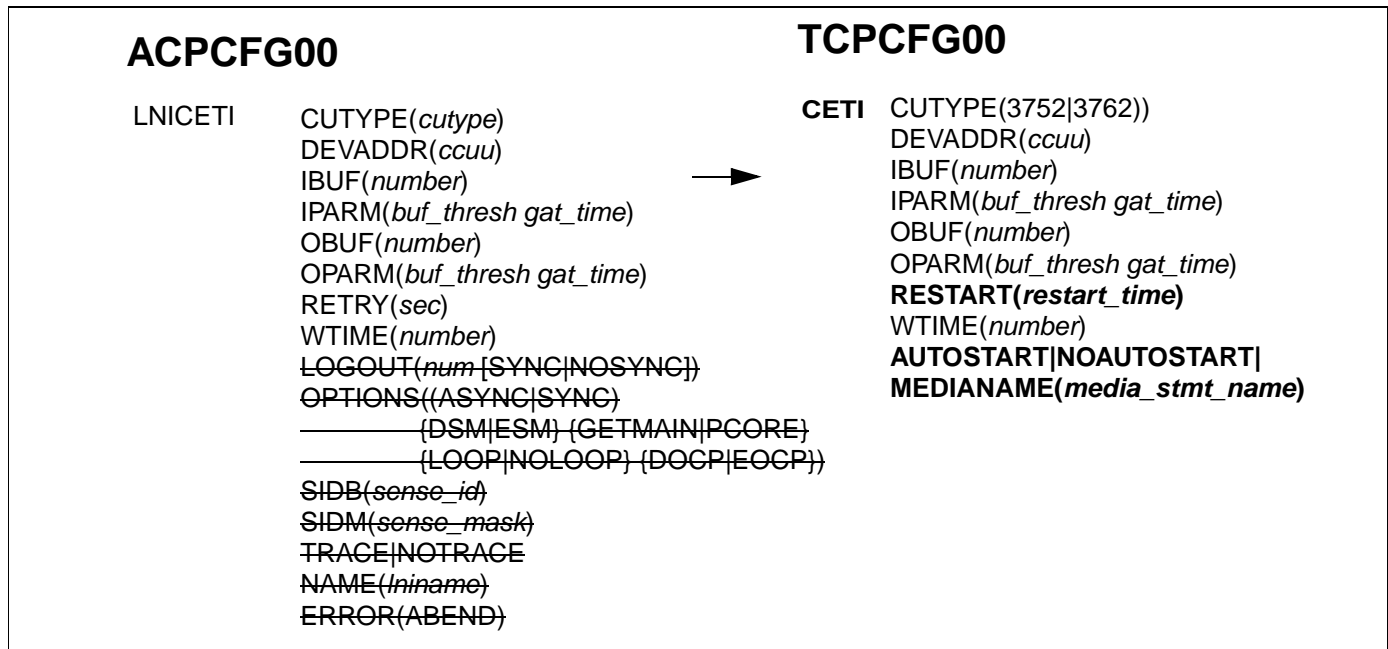 ACPCFG00
LNICETI
CUTYPE(cutype)
DEVADDR(ccuu)
IBUF(number)
IPARM(buf_thresh gat_time)
OBUF(number)
OPARM(buf_thresh gat_time)
RETRY(sec)
WTIME(number)
LOGOUT(num [SYNC|NOSYNC])
OPTIONS((ASYNC|SYNC)
{DSM|ESM} {GETMAIN|PCORE}
{LOOP|NOLOOP} {DOCP|EOCP})
SIDB(sense_id)
SIDM(sense_mask)
TRACE|NOTRACE
NAME(lniname)
ERROR(ABEND)
TCPCFG00
CETI
CUTYPE(3752|3762))
DEVADDR(ccuu)
IBUF(number)
IPARM(buf_thresh gat_time)
OBUF(number)
OPARM(buf_thresh gat_time)
RESTART(restart_time)
WTIME(number)
AUTOSTART|NOAUTOSTART|
MEDIANAME(media_stmt_name)